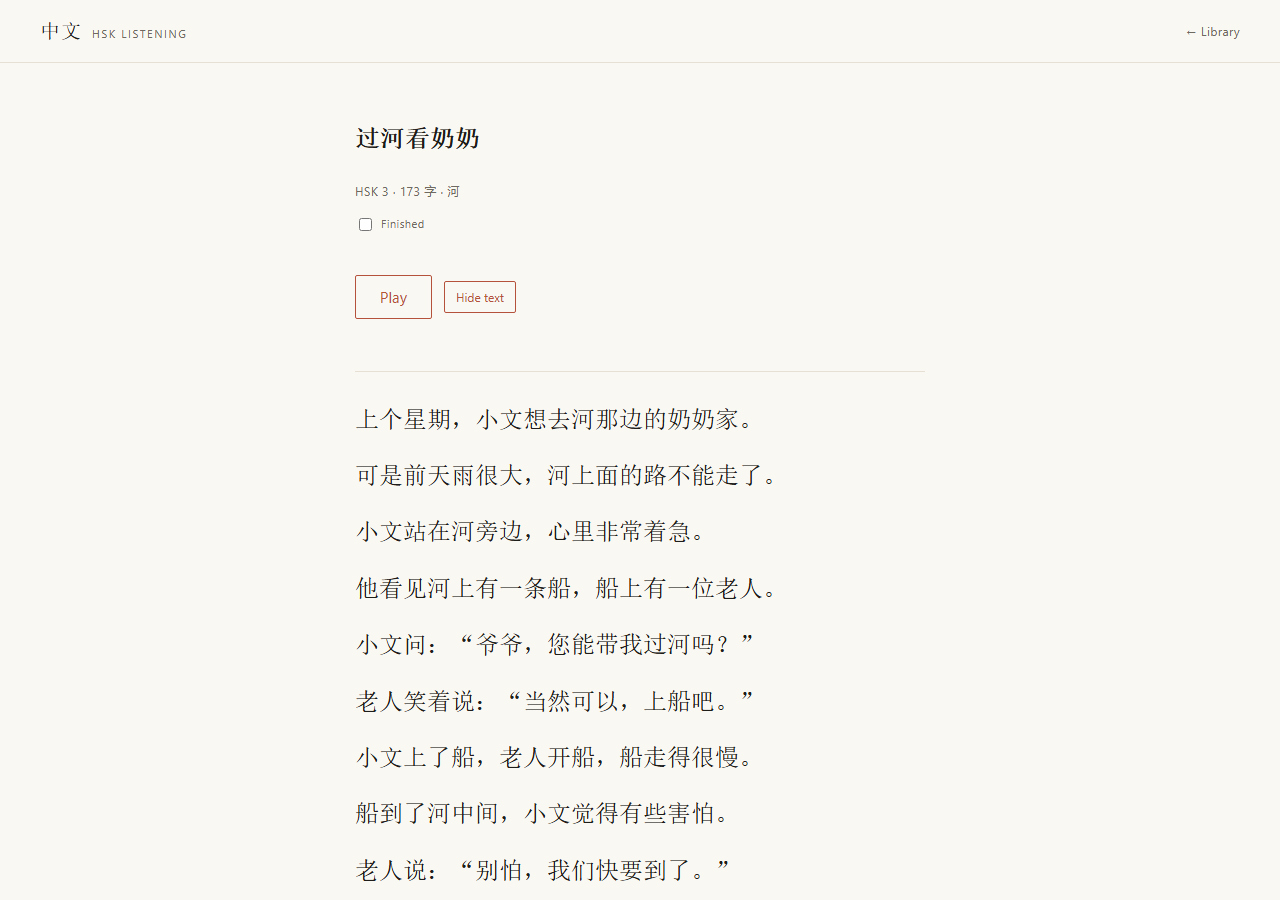 中文 HSK LISTENING
← Library
过河看奶奶
HSK 3 · 173 字 · 河
Finished
Play
Hide text
上个星期，小文想去河那边的奶奶家。
可是前天雨很大，河上面的路不能走了。
小文站在河旁边，心里非常着急。
他看见河上有一条船，船上有一位老人。
小文问：“爷爷，您能带我过河吗？”
老人笑着说：“当然可以，上船吧。”
小文上了船，老人开船，船走得很慢。
船到了河中间，小文觉得有些害怕。
老人说：“别怕，我们快要到了。”